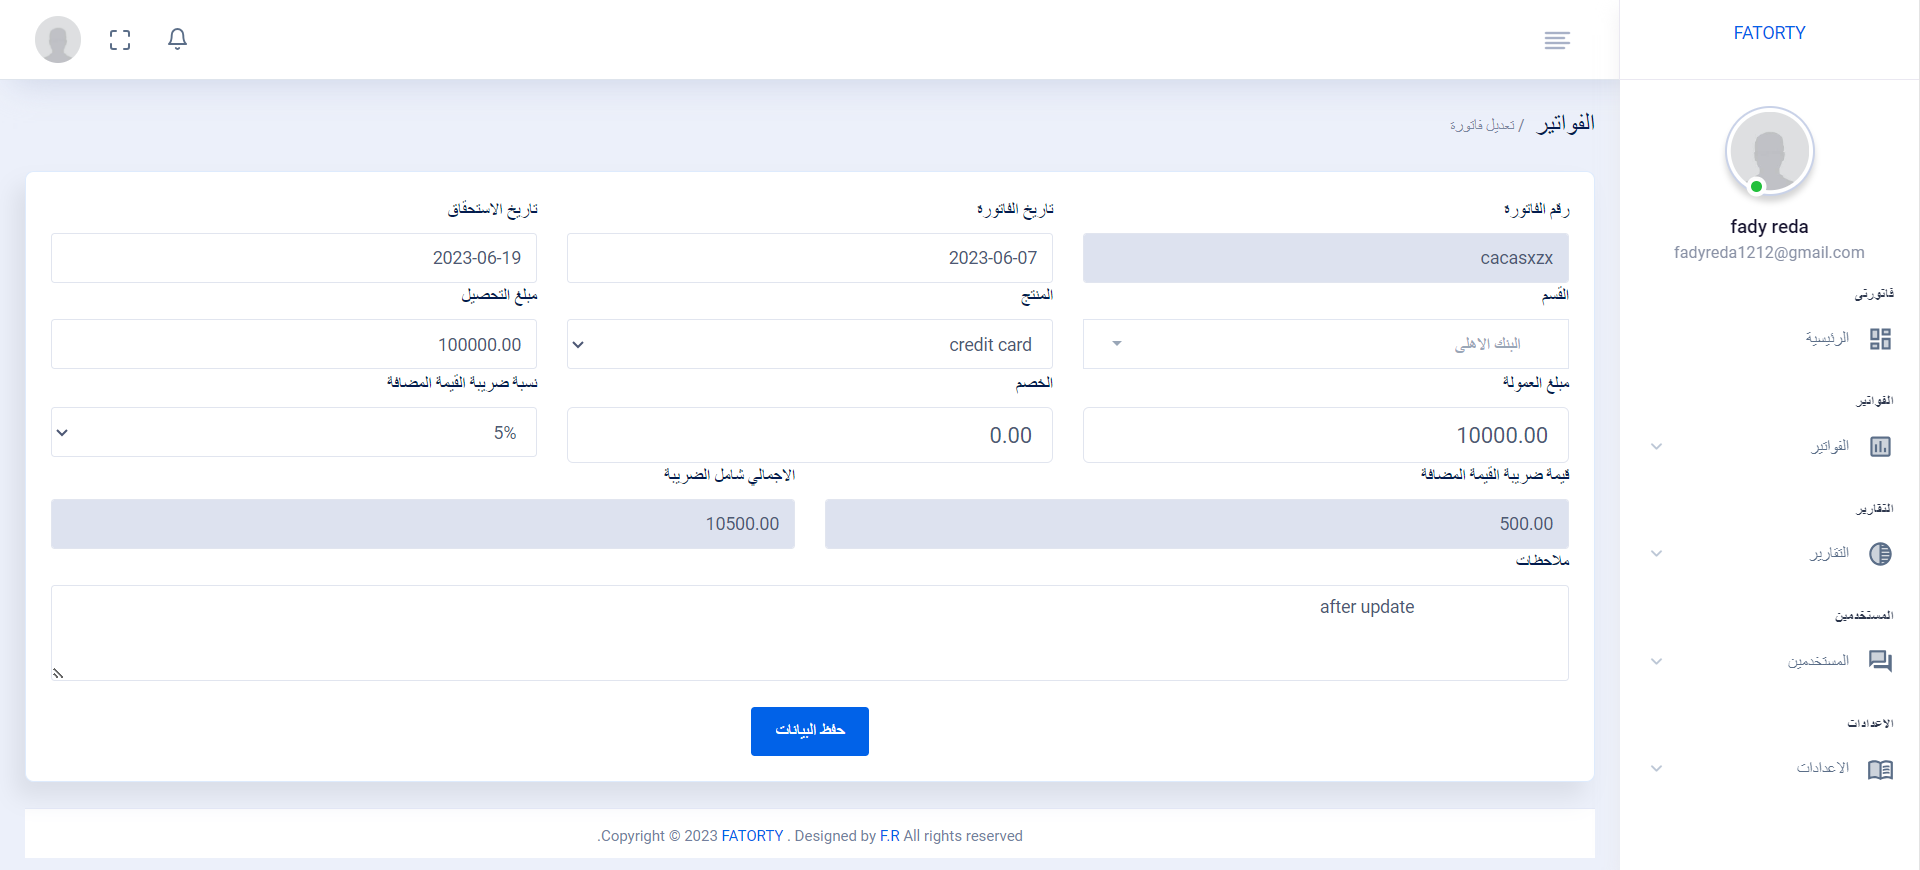 FATORTY
fady reda
fadyreda1212@gmail.com
فاتورتى
الرئيسية
الفواتير
الفواتير
التقارير
التقارير
المستخدمين
المستخدمين
الاعدادات
الاعدادات
الفواتير / تعديل فاتورة
رقم الفاتورة
تاريخ الفاتورة
تاريخ الاستحقاق
cacasxzx
2023-06-07
2023-06-19
القسم
المنتج
مبلغ التحصيل
البنك الاهلى
credit card
100000.00
مبلغ العمولة
الخصم
نسبة ضريبة القيمة المضافة
10000.00
0.00
5%
قيمة ضريبة القيمة المضافة
الاجمالي شامل الضريبة
500.00
10500.00
ملاحظات
after update
حفظ البيانات
.Copyright © 2023 FATORTY . Designed by F.R All rights reserved